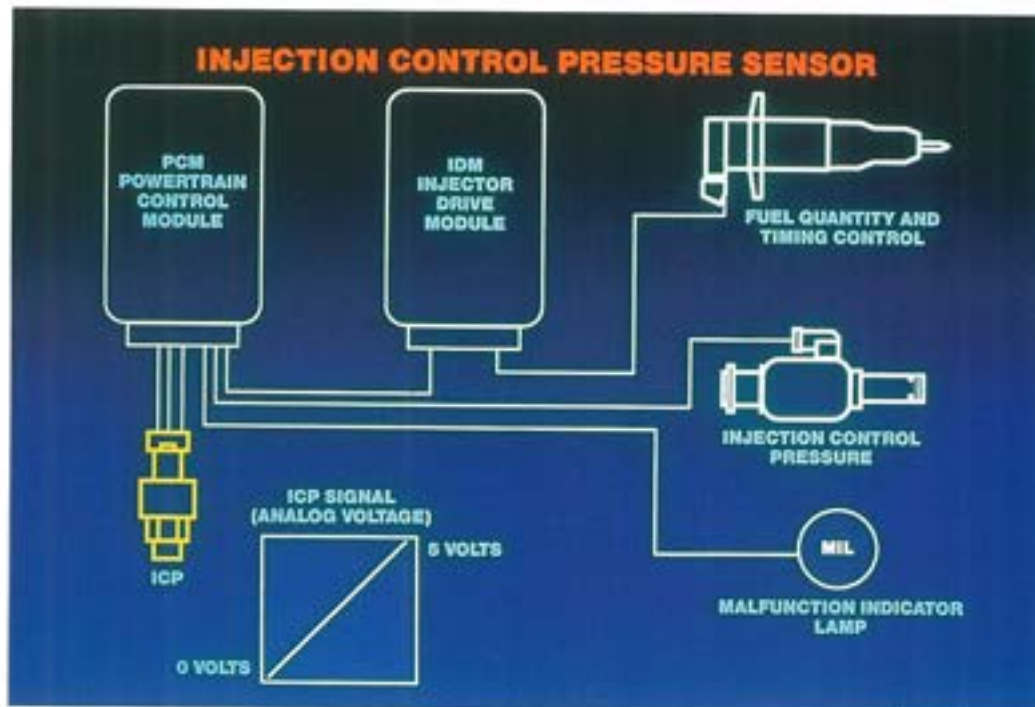 INJECTION CONTROL PRESSURE SENSOR
PCM
POWERTRAIN
CONTROL
MODULE
IDM
INJECTOR
DRIVE
MODULE
FUEL QUANTITY AND
TIMING CONTROL
INJECTION CONTROL
PRESSURE
ICP SIGNAL
(ANALOG VOLTAGE)
5 VOLTS
0 VOLTS
ICP
MIL
MALFUNCTION INDICATOR
LAMP